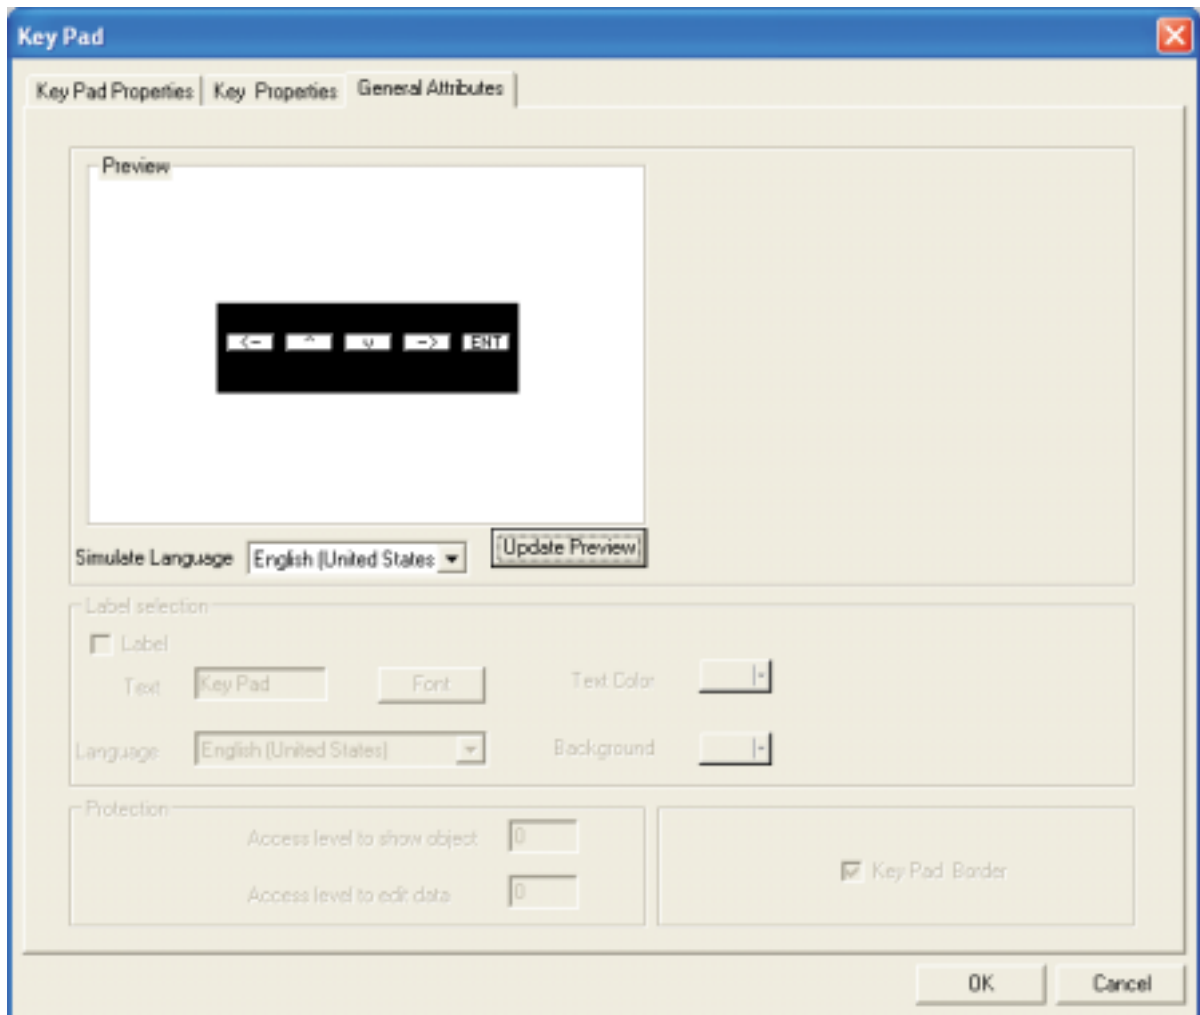 Key Pad
Key Pad Properties Key Properties General Attributes
Preview
<- ^ v -> ENT
Simulate Language English (United States Update Preview
Label selection
Label
Text Key Pad Font Text Color
Language English (United States) Background
Protection
Access level to show object 0
Access level to edit data 0
Key Pad Border
OK Cancel